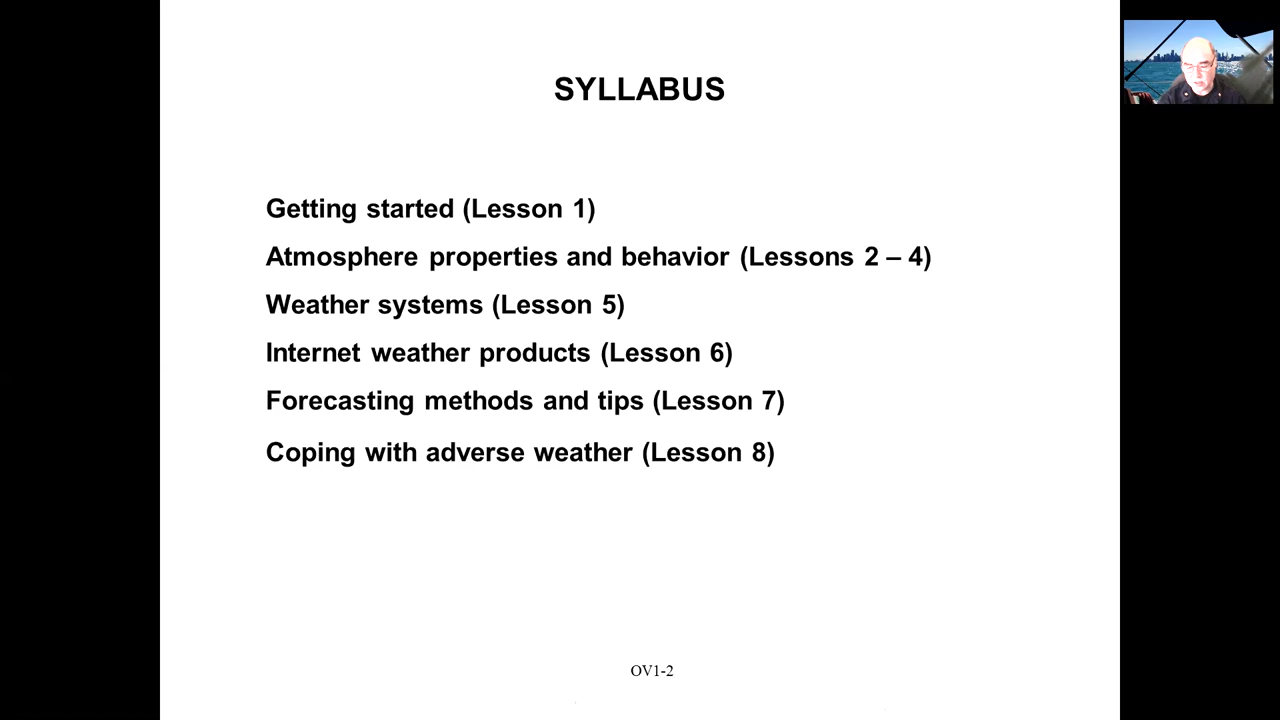 SYLLABUS
Getting started (Lesson 1)
Atmosphere properties and behavior (Lessons 2 – 4)
Weather systems (Lesson 5)
Internet weather products (Lesson 6)
Forecasting methods and tips (Lesson 7)
Coping with adverse weather (Lesson 8)
OV1-2